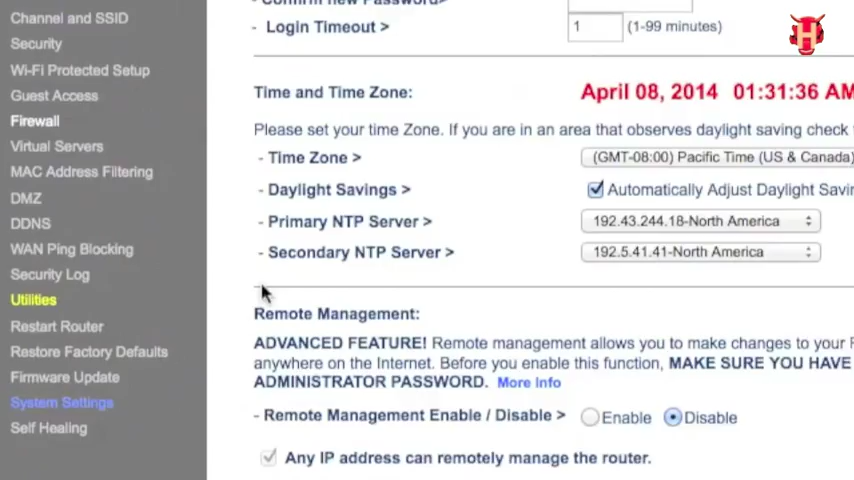 Channel and SSID
Security
Wi-Fi Protected Setup
Guest Access
Firewall
Virtual Servers
MAC Address Filtering
DMZ
DDNS
WAN Ping Blocking
Security Log
Utilities
Restart Router
Restore Factory Defaults
Firmware Update
System Settings
Self Healing
- Login Timeout > 1 (1-99 minutes)
H
Time and Time Zone: April 08, 2014 01:31:36 AM
Please set your time Zone. If you are in an area that observes daylight saving check
- Time Zone > (GMT-08:00) Pacific Time (US & Canada)
- Daylight Savings > Automatically Adjust Daylight
- Primary NTP Server > 192.43.244.18-North America
- Secondary NTP Server > 192.5.41.41-North America
Remote Management:
ADVANCED FEATURE! Remote management allows you to make changes to your
anywhere on the Internet. Before you enable this function, MAKE SURE YOU HAVE
ADMINISTRATOR PASSWORD. More Info
- Remote Management Enable / Disable > Enable Disable
Any IP address can remotely manage the router.